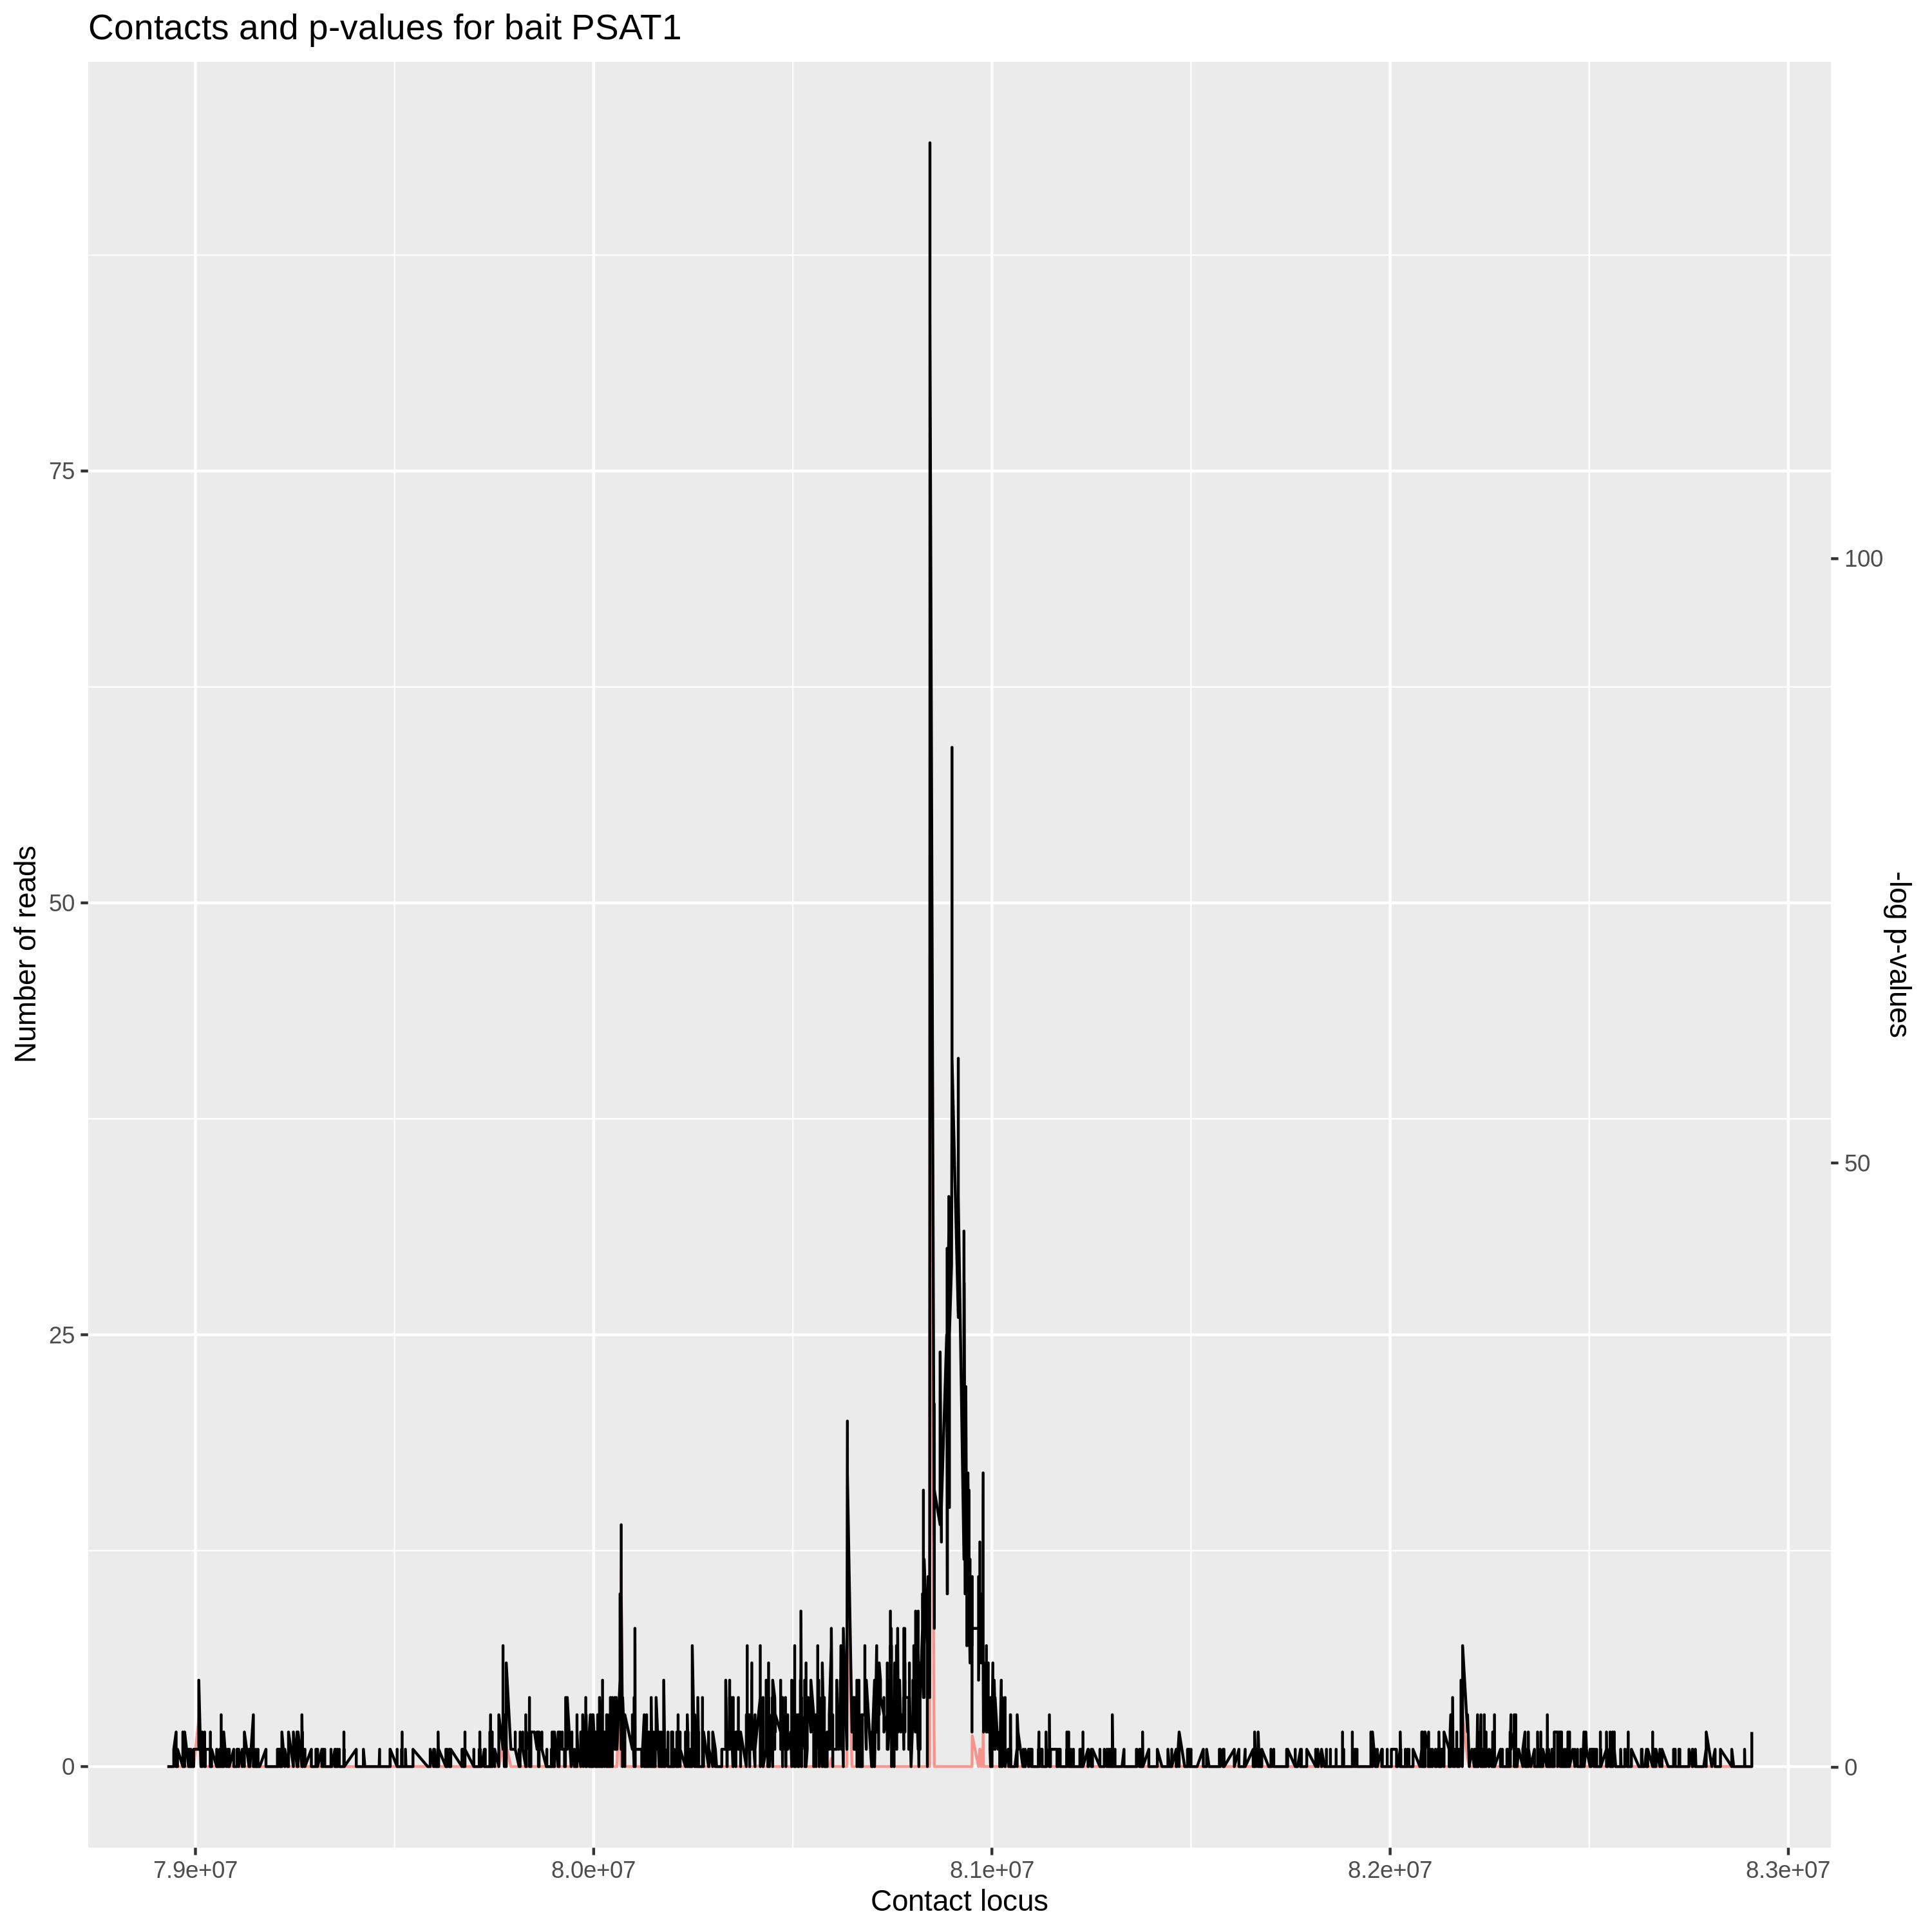 Contacts and p-values for bait PSAT1
75
50
25
0
Number of reads
100
50
0
-log p-values
7.9e+07 8.0e+07 8.1e+07 8.2e+07 8.3e+07
Contact locus